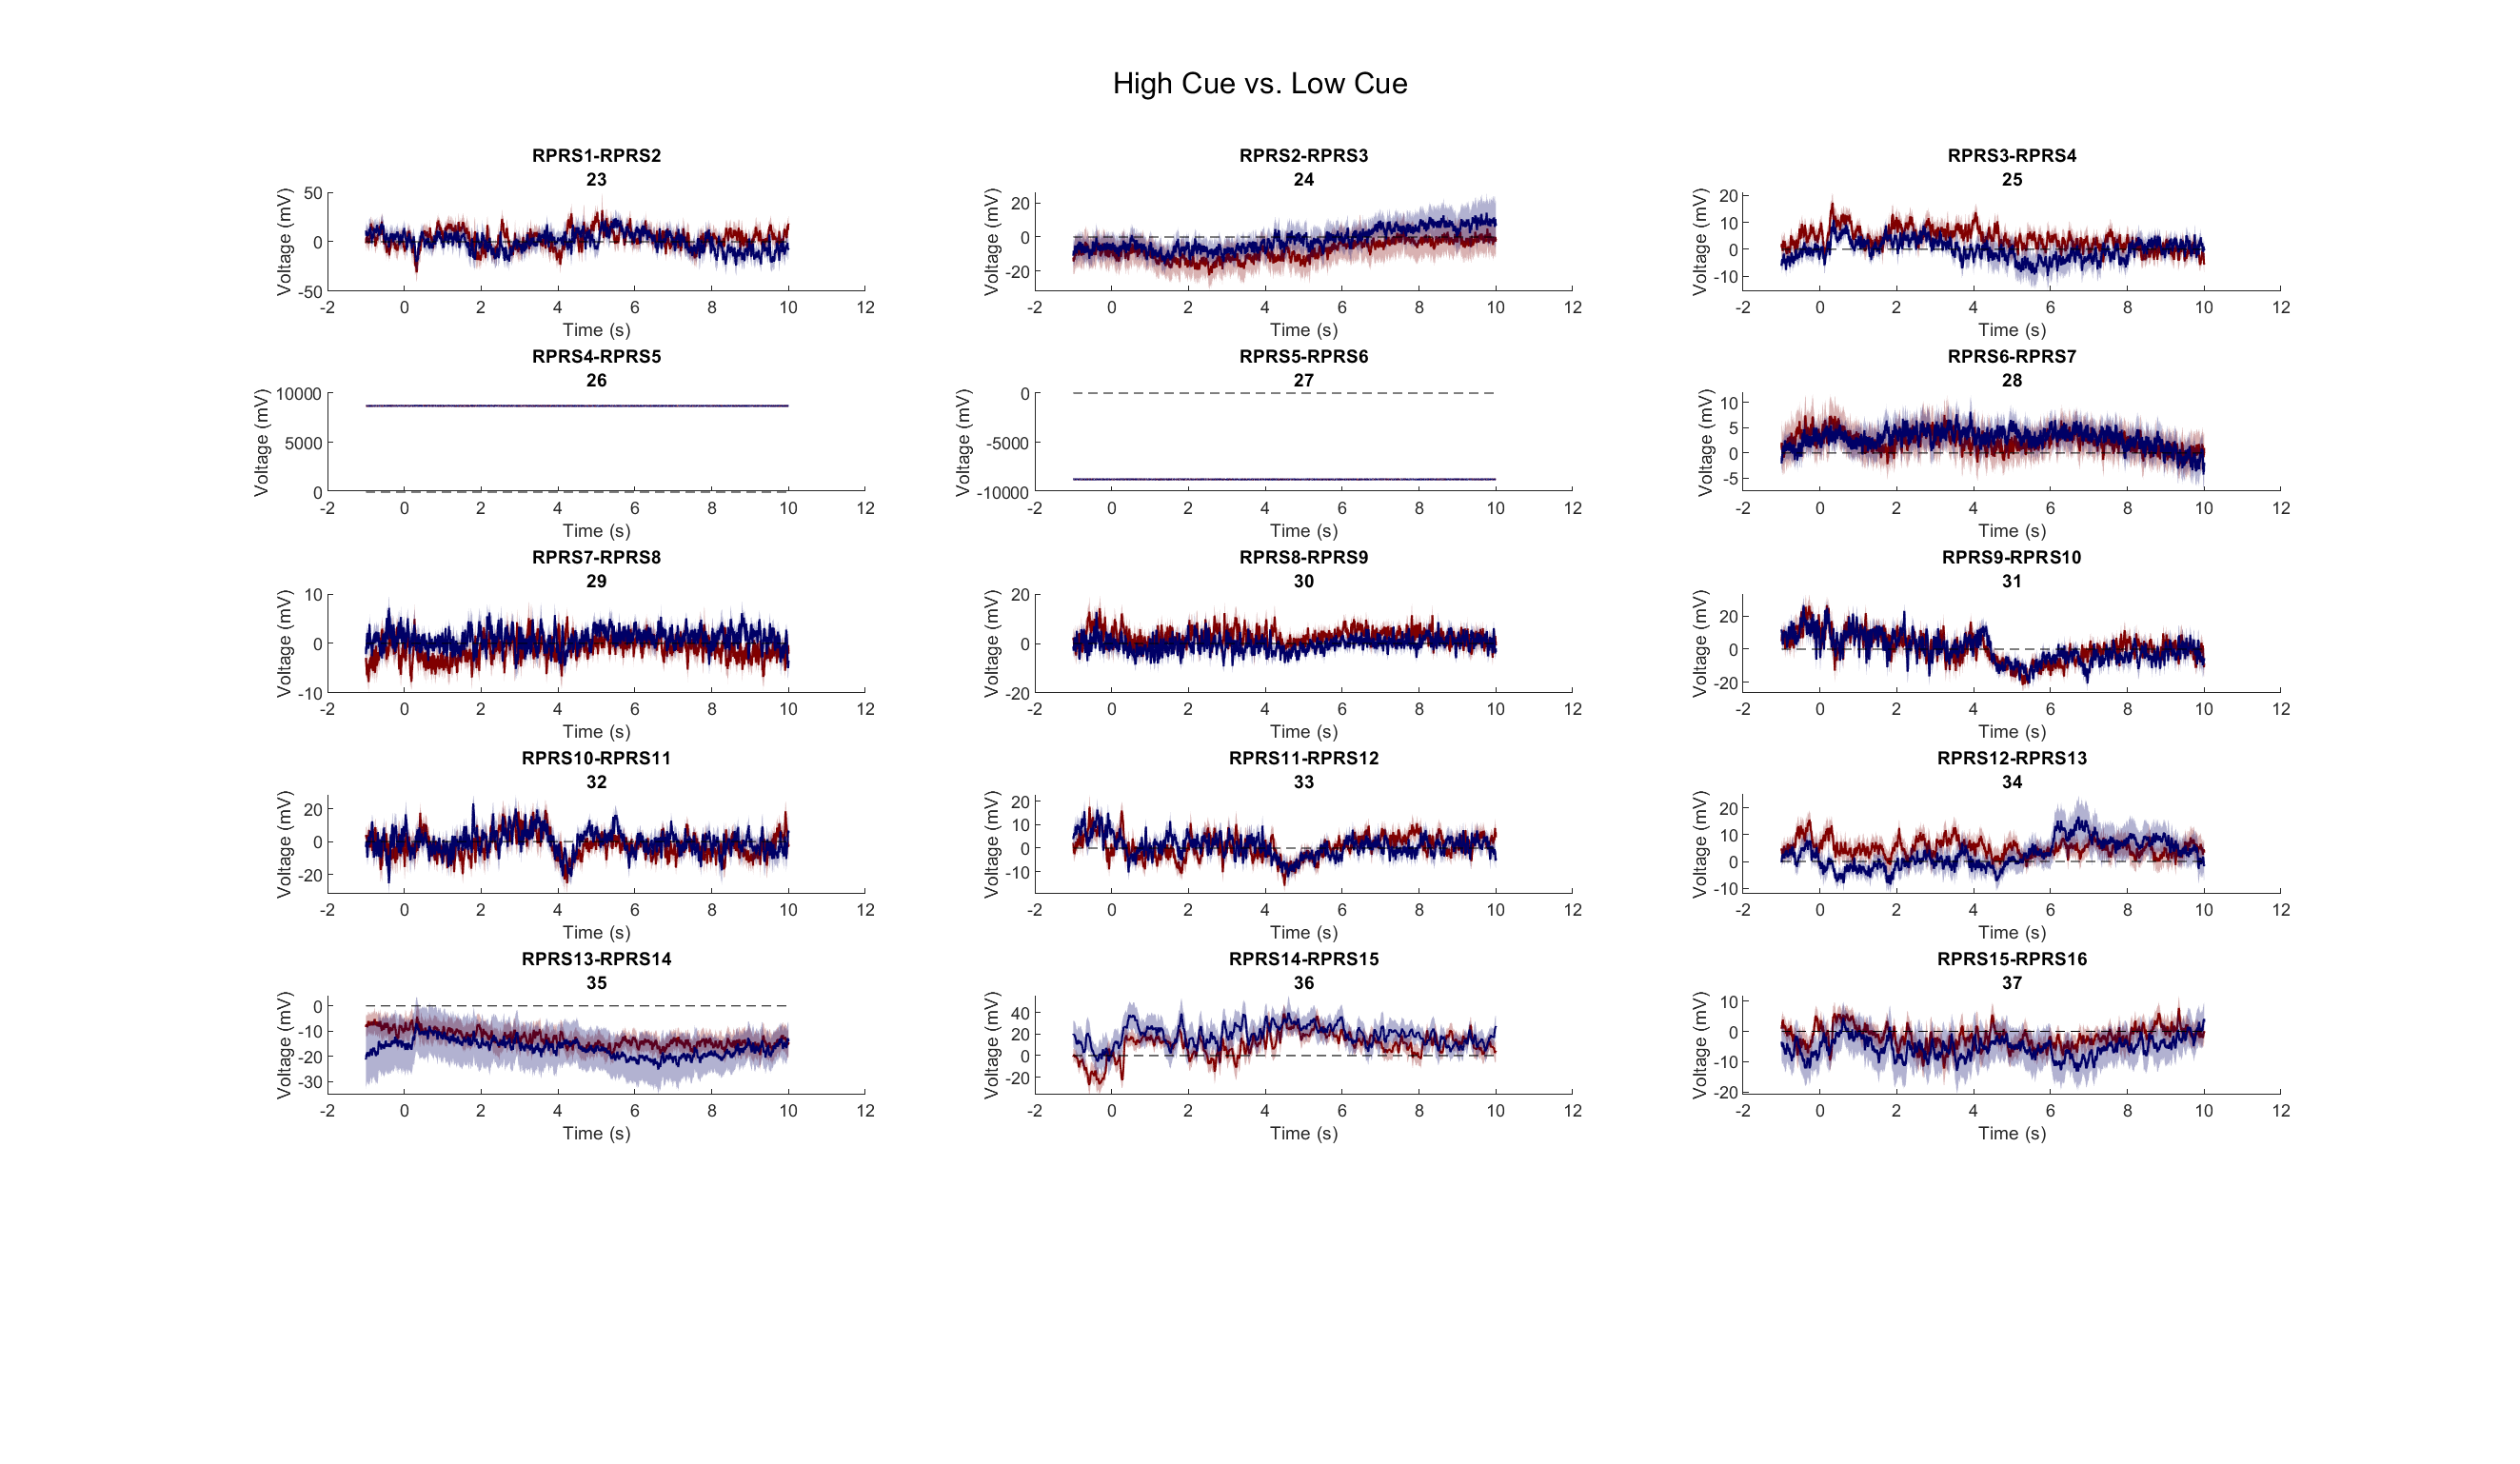 High Cue vs. Low Cue
RPRS1-RPRS2
23
Voltage (mV)
50
0
-50
-2 0 2 4 6 8 10 12
Time (s)
RPRS2-RPRS3
24
Voltage (mV)
20
0
-20
-2 0 2 4 6 8 10 12
Time (s)
RPRS3-RPRS4
25
Voltage (mV)
20
10
0
-10
-2 0 2 4 6 8 10 12
Time (s)
RPRS4-RPRS5
26
Voltage (mV)
10000
5000
0
-2 0 2 4 6 8 10 12
Time (s)
RPRS5-RPRS6
27
Voltage (mV)
0
-5000
-10000
-2 0 2 4 6 8 10 12
Time (s)
RPRS6-RPRS7
28
Voltage (mV)
10
5
0
-5
-2 0 2 4 6 8 10 12
Time (s)
RPRS7-RPRS8
29
Voltage (mV)
10
0
-10
-2 0 2 4 6 8 10 12
Time (s)
RPRS8-RPRS9
30
Voltage (mV)
20
0
-20
-2 0 2 4 6 8 10 12
Time (s)
RPRS9-RPRS10
31
Voltage (mV)
20
0
-20
-2 0 2 4 6 8 10 12
Time (s)
RPRS10-RPRS11
32
Voltage (mV)
20
0
-20
-2 0 2 4 6 8 10 12
Time (s)
RPRS11-RPRS12
33
Voltage (mV)
20
10
0
-10
-2 0 2 4 6 8 10 12
Time (s)
RPRS12-RPRS13
34
Voltage (mV)
20
10
0
-10
-2 0 2 4 6 8 10 12
Time (s)
RPRS13-RPRS14
35
Voltage (mV)
0
-10
-20
-30
-2 0 2 4 6 8 10 12
Time (s)
RPRS14-RPRS15
36
Voltage (mV)
40
20
0
-20
-2 0 2 4 6 8 10 12
Time (s)
RPRS15-RPRS16
37
Voltage (mV)
10
0
-10
-20
-2 0 2 4 6 8 10 12
Time (s)